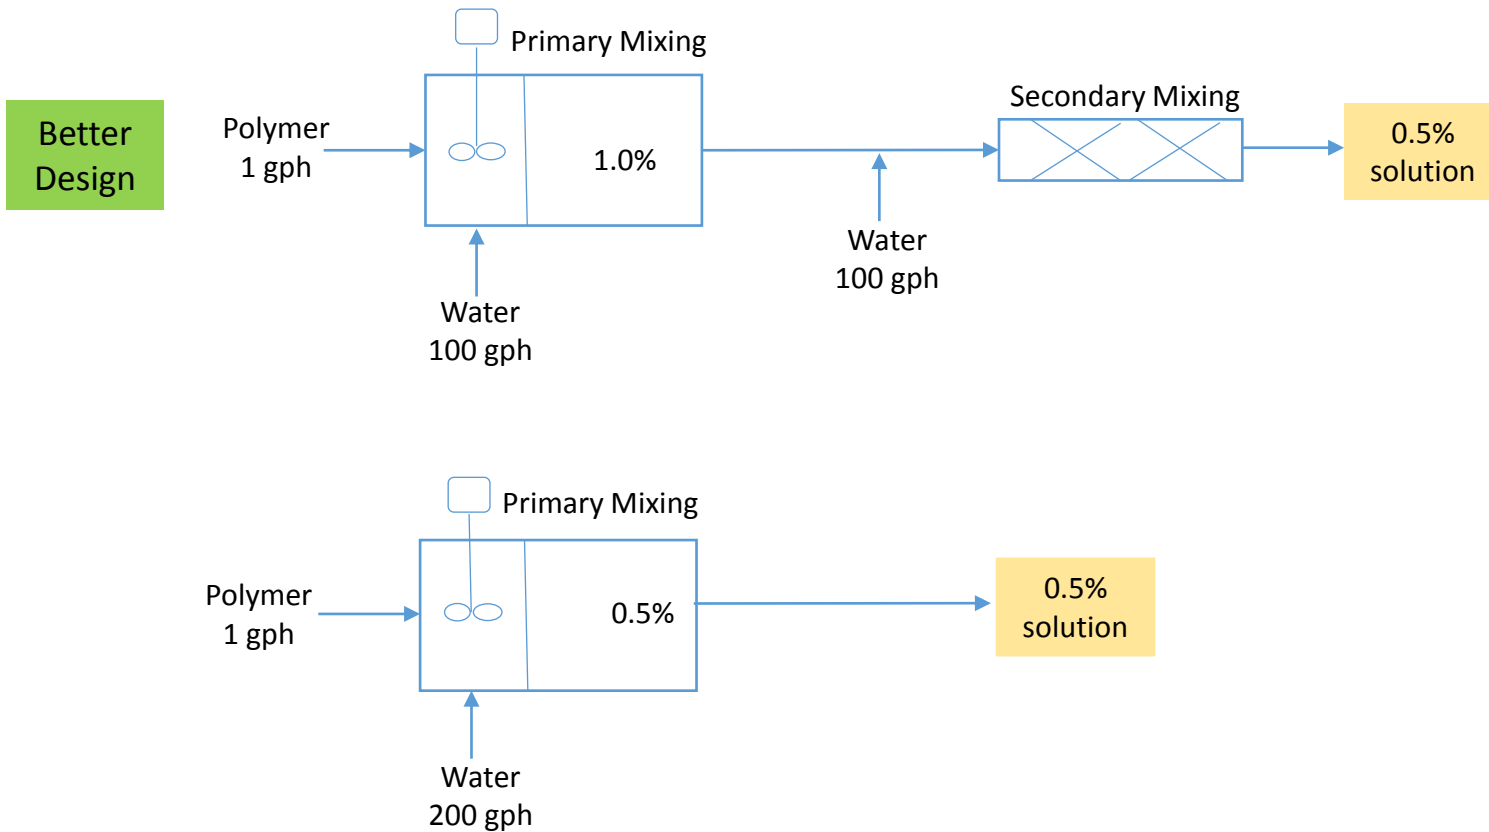 Primary Mixing
Better
Design
Polymer
1 gph
1.0%
Water
100 gph
Water
100 gph
Secondary Mixing
0.5%
solution
Primary Mixing
Polymer
1 gph
0.5%
Water
200 gph
0.5%
solution